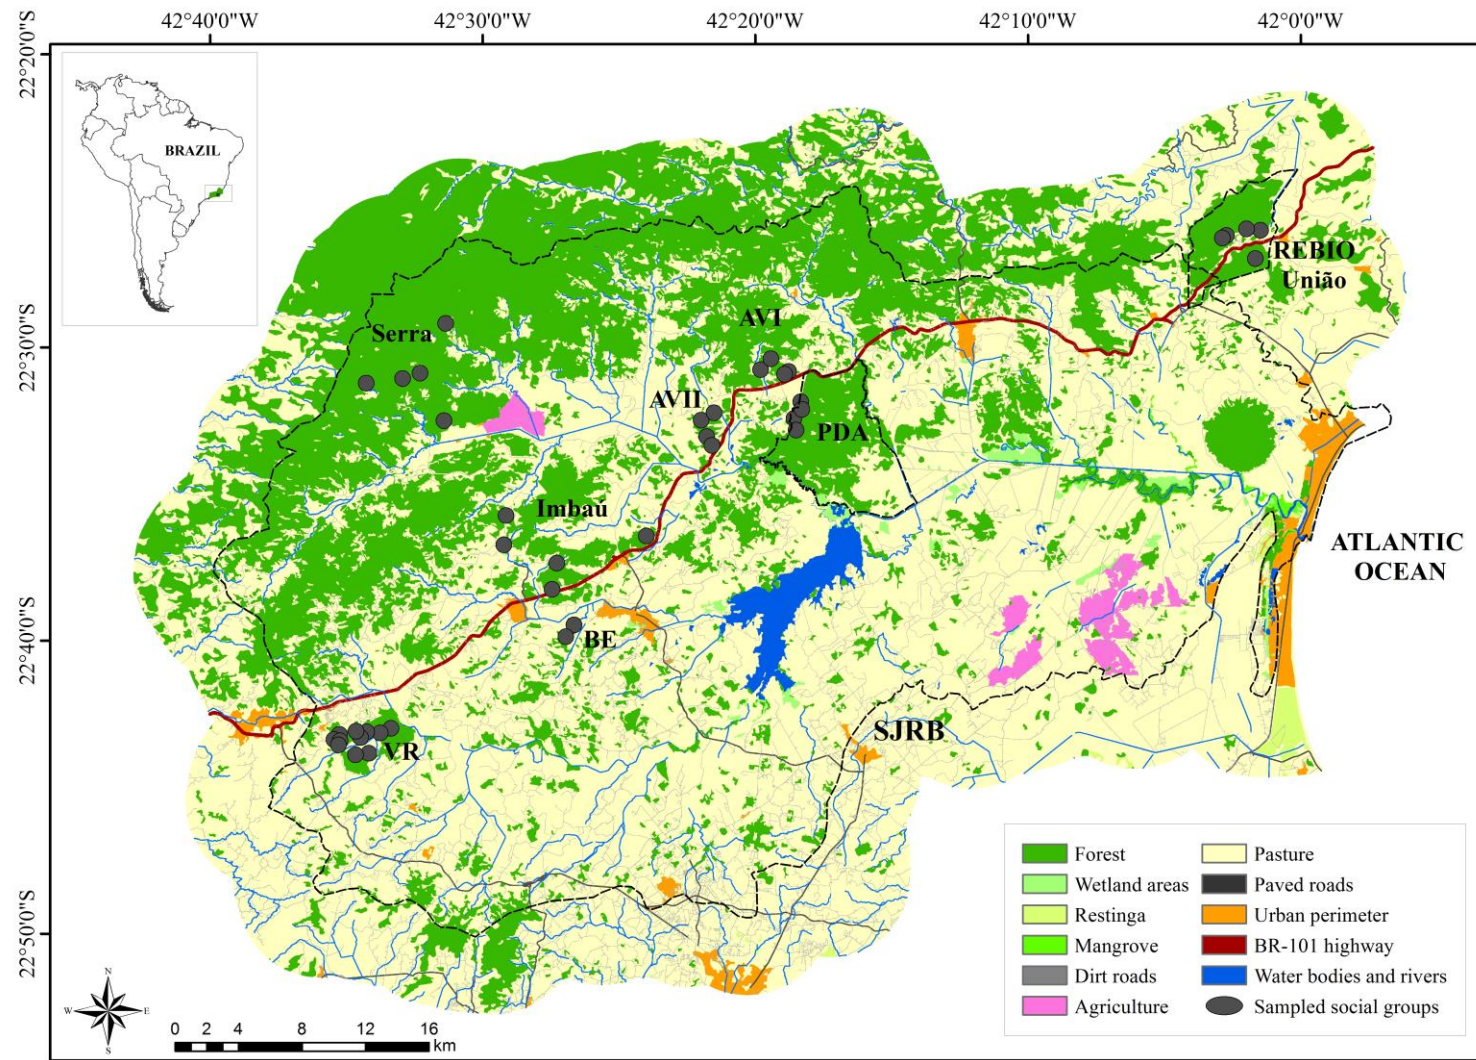 42°40'0"W
42°30'0"W
42°20'0"W
42°10'0"W
42°0'0"W
22°20'0"S
22°30'0"S
22°40'0"S
22°50'0"S
BRAZIL
REBIO
União
Serra
AVI
AVII
PDA
Imbaú
ATLANTIC
OCEAN
BE
SJRB
VR
Forest
Wetland areas
Restinga
Mangrove
Dirt roads
Agriculture
Pasture
Paved roads
Urban perimeter
BR-101 highway
Water bodies and rivers
Sampled social groups
N
W
E
S
0 2 4 8 12 16
km